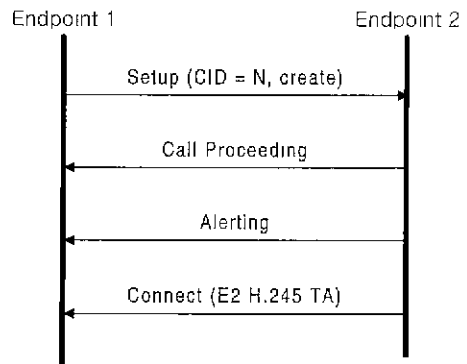 Endpoint 1
Endpoint 2
Setup (CID = N, create)
Call Proceeding
Alerting
Connect (E2 H.245 TA)